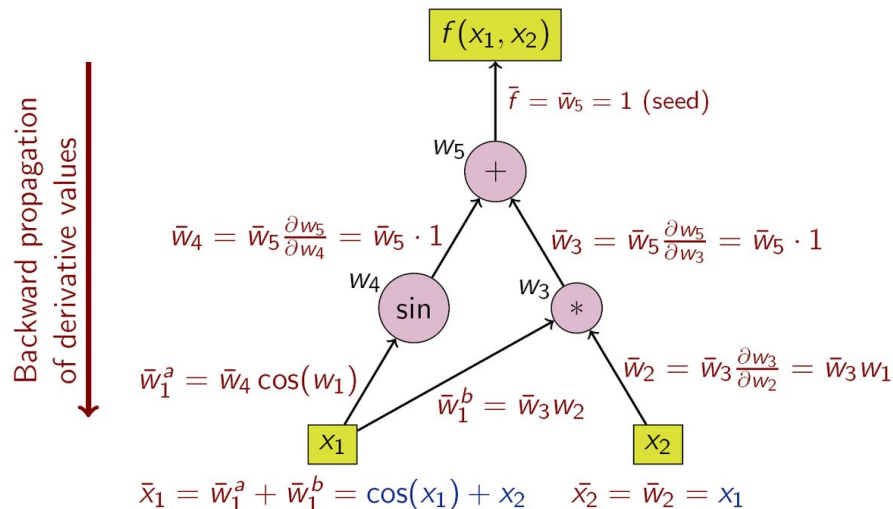 f(x₁, x₂)
f̄ = w̄₅ = 1 (seed)
w₅
+
w̄₄ = w̄₅ ∂w₅/∂w₄ = w̄₅ · 1
w̄₃ = w̄₅ ∂w₅/∂w₃ = w̄₅ · 1
w₄
sin
w₃
*
w̄₁ᵃ = w̄₄ cos(w₁)
w̄₁ᵇ = w̄₃w₂
w̄₂ = w̄₃ ∂w₃/∂w₂ = w̄₃w₁
x₁
x₂
x̄₁ = w̄₁ᵃ + w̄₁ᵇ = cos(x₁) + x₂
x̄₂ = w̄₂ = x₁
Backward propagation
of derivative values